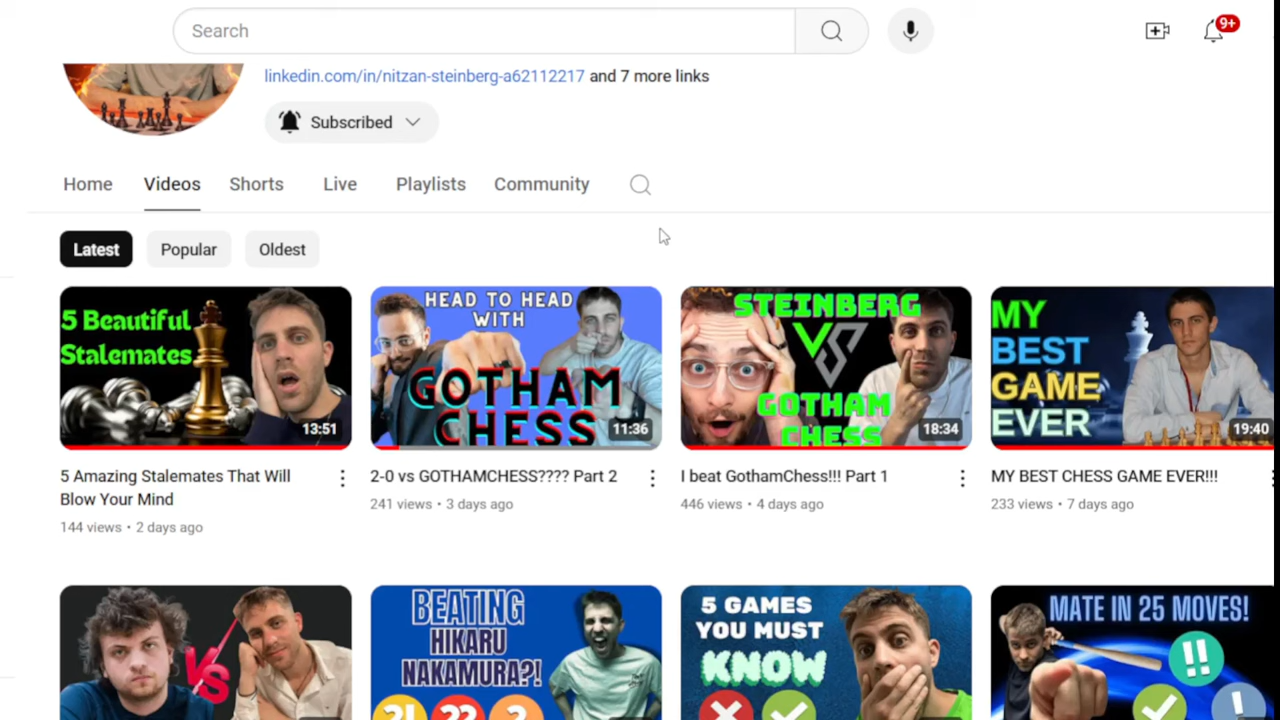 Search
9+
linkedin.com/in/nitzan-steinberg-a62112217 and 7 more links
Subscribed
Home Videos Shorts Live Playlists Community
Latest Popular Oldest
5 Beautiful
Stalemates
13:51
HEAD TO HEAD
WITH
GOTHAM
CHESS
11:36
STEINBERG
VS
GOTHAM
CHESS
18:34
MY
BEST
GAME
EVER
19:40
5 Amazing Stalemates That Will
Blow Your Mind
144 views • 2 days ago
2-0 vs GOTHAMCHESS???? Part 2
241 views • 3 days ago
I beat GothamChess!!! Part 1
446 views • 4 days ago
MY BEST CHESS GAME EVER!!!
233 views • 7 days ago
VS
BEATING
HIKARU
NAKAMURA?!
?! ?? ?
5 GAMES
YOU MUST
KNOW
MATE IN 25 MOVES!
!!
!